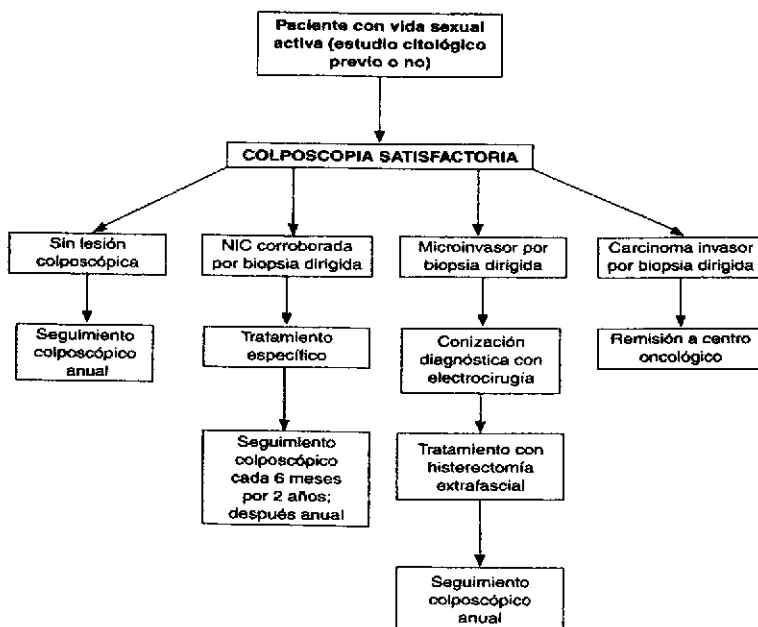 Paciente con vida sexual
activa (estudio citológico
previo o no)
COLPOSCOPIA SATISFACTORIA
Sin lesión
colposcópica
NIC corroborada
por biopsia dirigida
Microinvasor por
biopsia dirigida
Carcinoma invasor
por biopsia dirigida
Seguimiento
colposcópico
anual
Tratamiento
específico
Conización
diagnóstica con
electrocirugía
Remisión a centro
oncológico
Seguimiento
colposcópico
cada 6 meses
por 2 años;
después anual
Tratamiento con
histerectomía
extrafascial
Seguimiento
colposcópico
anual